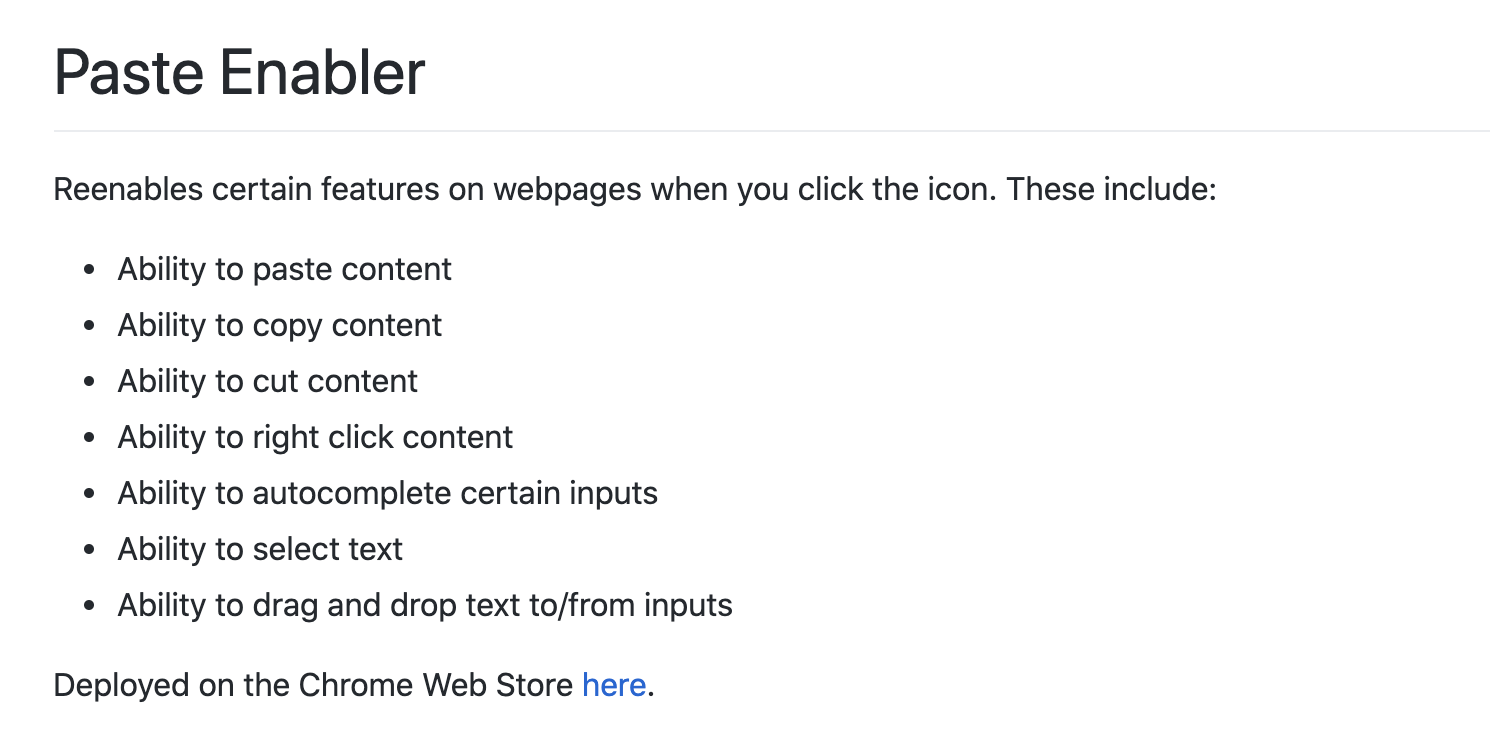 Paste Enabler
Reenables certain features on webpages when you click the icon. These include:
• Ability to paste content
• Ability to copy content
• Ability to cut content
• Ability to right click content
• Ability to autocomplete certain inputs
• Ability to select text
• Ability to drag and drop text to/from inputs
Deployed on the Chrome Web Store here.